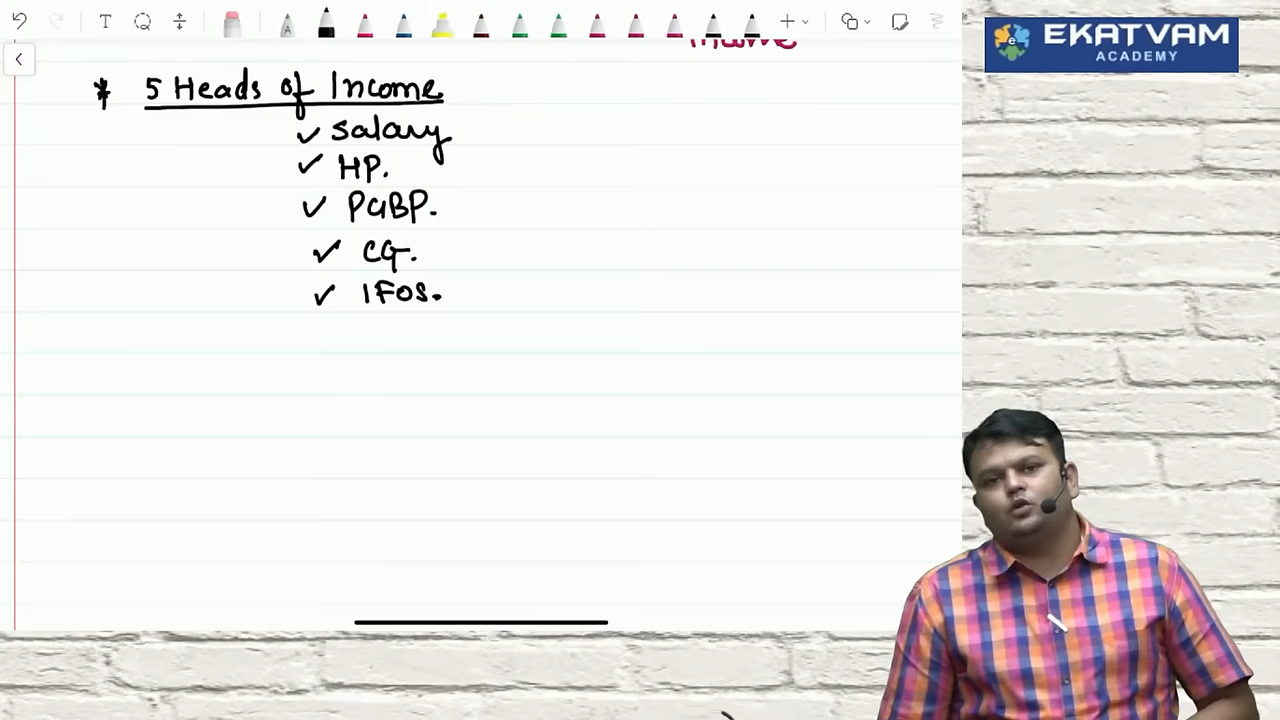 EKATVAM
ACADEMY
* 5 Heads of Income
✓ Salary
✓ HP.
✓ PGBP.
✓ CG.
✓ IFOS.